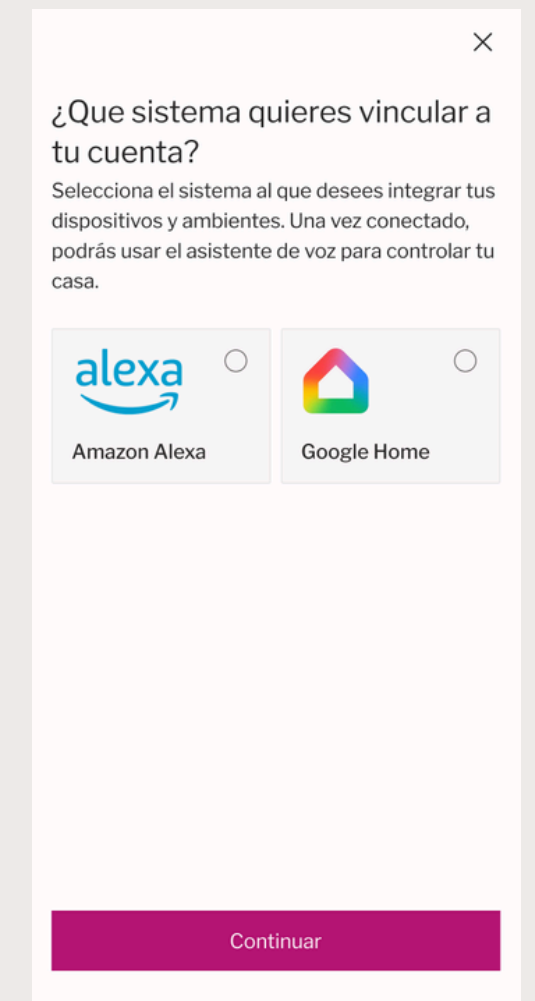 ¿Que sistema quieres vincular a
tu cuenta?
Selecciona el sistema al que desees integrar tus
dispositivos y ambientes. Una vez conectado,
podrás usar el asistente de voz para controlar tu
casa.
alexa
Amazon Alexa
Google Home
Continuar